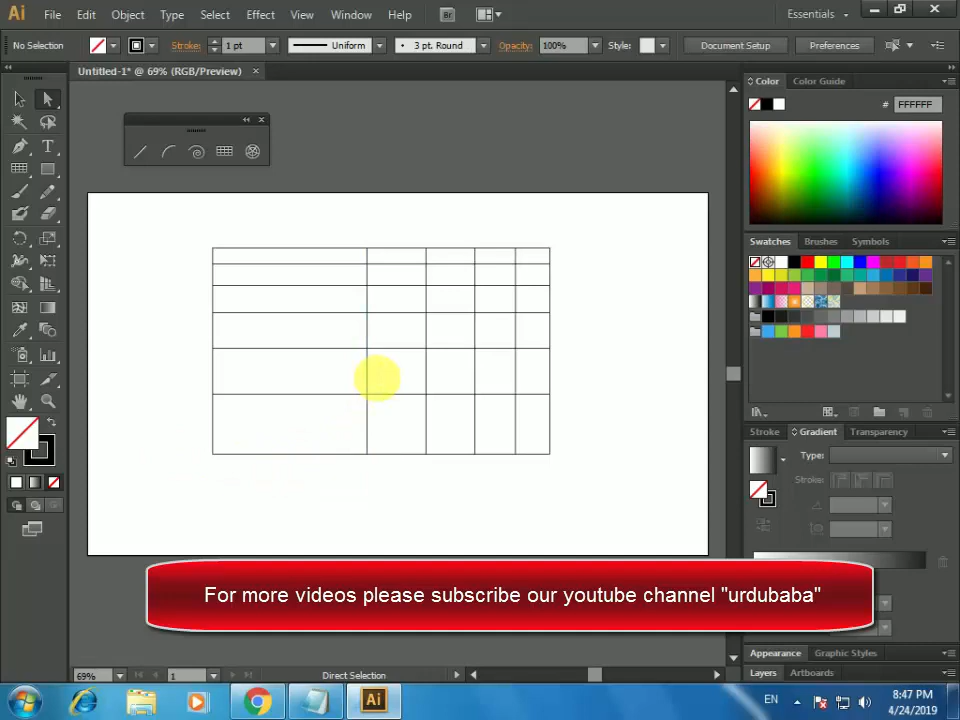 Ai File Edit Object Type Select Effect View Window Help Br Essentials
No Selection Stroke: 1 pt Uniform 3 pt. Round Opacity: 100% Style: Document Setup Preferences
Untitled-1* @ 69% (RGB/Preview)
Color Color Guide
# FFFFFF
Swatches Brushes Symbols
Stroke Gradient Transparency
Type:
Stroke:
For more videos please subscribe our youtube channel "urdubaba"
Appearance Graphic Styles
Layers Artboards
69% 1 Direct Selection
Ai EN 8:47 PM
4/24/2019